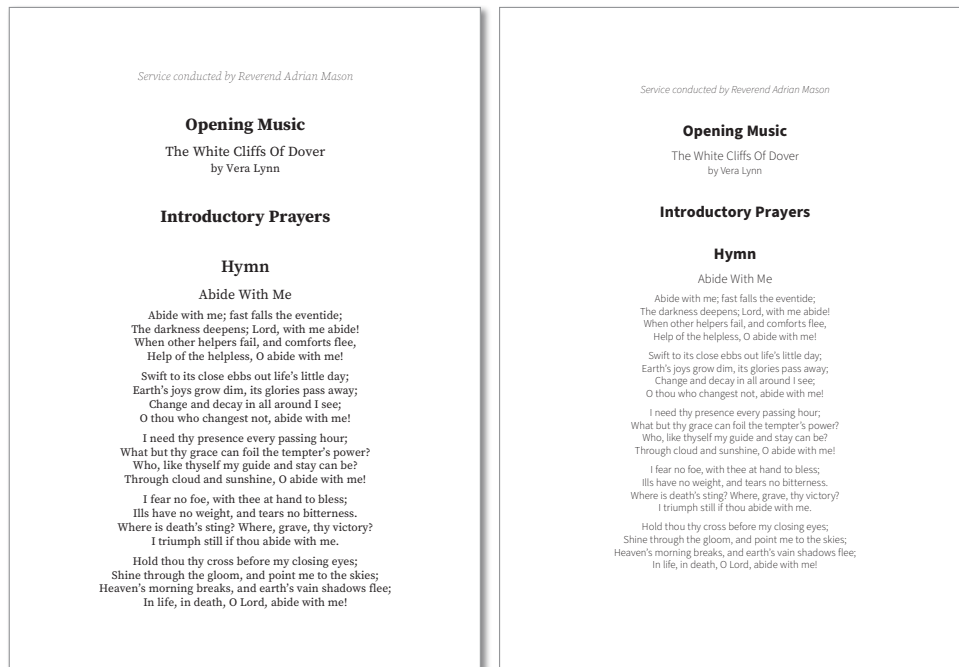 Service conducted by Reverend Adrian Mason
Opening Music
The White Cliffs Of Dover
by Vera Lynn
Introductory Prayers
Hymn
Abide With Me
Abide with me; fast falls the eventide;
The darkness deepens; Lord, with me abide!
When other helpers fail, and comforts flee,
Help of the helpless, O abide with me!
Swift to its close ebbs out life’s little day;
Earth’s joys grow dim, its glories pass away;
Change and decay in all around I see;
O thou who changest not, abide with me!
I need thy presence every passing hour;
What but thy grace can foil the tempter’s power?
Who, like thyself my guide and stay can be?
Through cloud and sunshine, O abide with me!
I fear no foe, with thee at hand to bless;
Ills have no weight, and tears no bitterness.
Where is death’s sting? Where, grave, thy victory?
I triumph still if thou abide with me.
Hold thou thy cross before my closing eyes;
Shine through the gloom, and point me to the skies;
Heaven’s morning breaks, and earth’s vain shadows flee;
In life, in death, O Lord, abide with me!
Service conducted by Reverend Adrian Mason
Opening Music
The White Cliffs Of Dover
by Vera Lynn
Introductory Prayers
Hymn
Abide With Me
Abide with me; fast falls the eventide;
The darkness deepens; Lord, with me abide!
When other helpers fail, and comforts flee,
Help of the helpless, O abide with me!
Swift to its close ebbs out life’s little day;
Earth’s joys grow dim, its glories pass away;
Change and decay in all around I see;
O thou who changest not, abide with me!
I need thy presence every passing hour;
What but thy grace can foil the tempter’s power?
Who, like thyself my guide and stay can be?
Through cloud and sunshine, O abide with me!
I fear no foe, with thee at hand to bless;
Ills have no weight, and tears no bitterness.
Where is death’s sting? Where, grave, thy victory?
I triumph still if thou abide with me.
Hold thou thy cross before my closing eyes;
Shine through the gloom, and point me to the skies;
Heaven’s morning breaks, and earth’s vain shadows flee;
In life, in death, O Lord, abide with me!